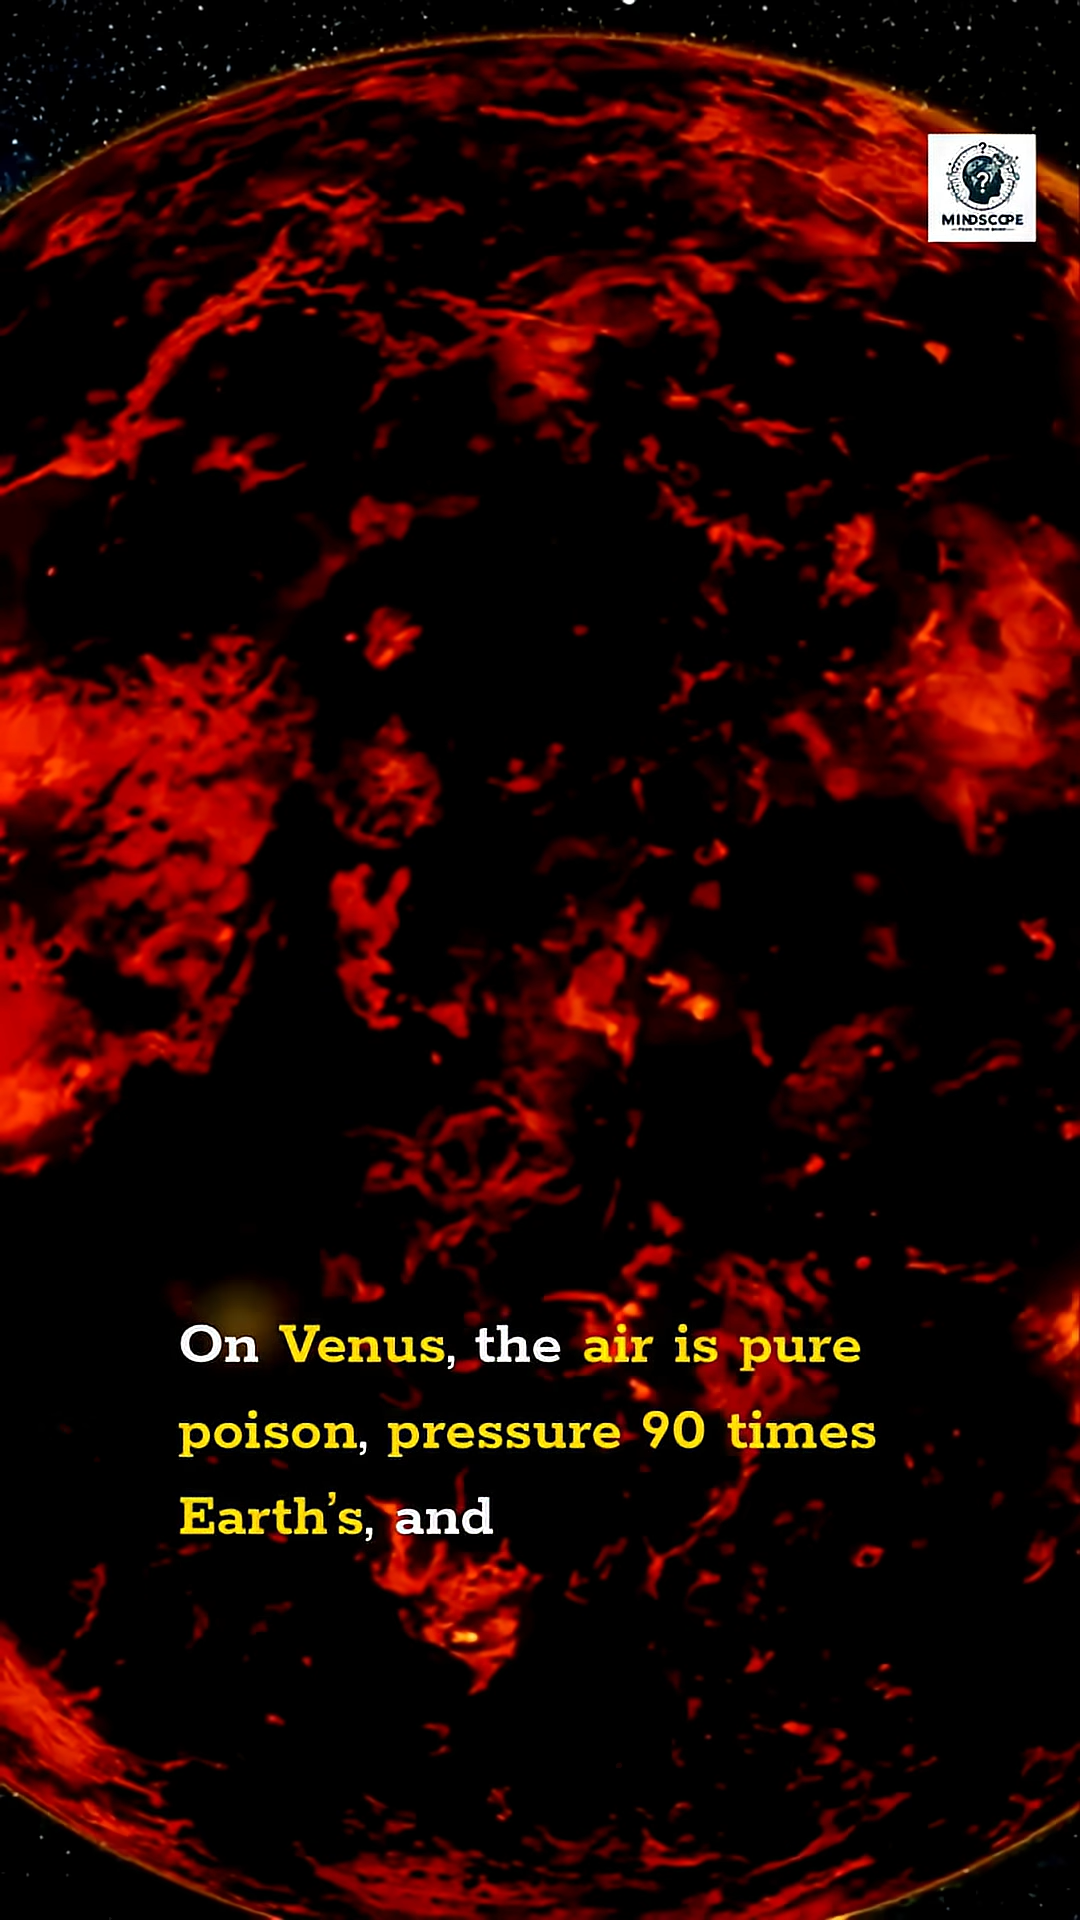 MINDSCOPE
On Venus, the air is pure
poison, pressure 90 times
Earth's, and